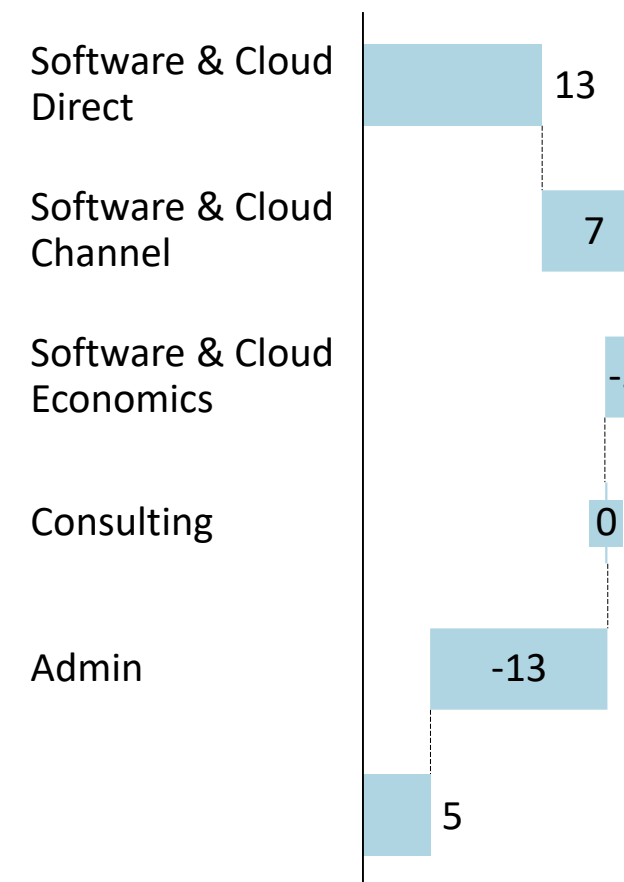 Software & Cloud
Direct
13
Software & Cloud
Channel
7
Software & Cloud
Economics
Consulting
0
Admin
-13
5